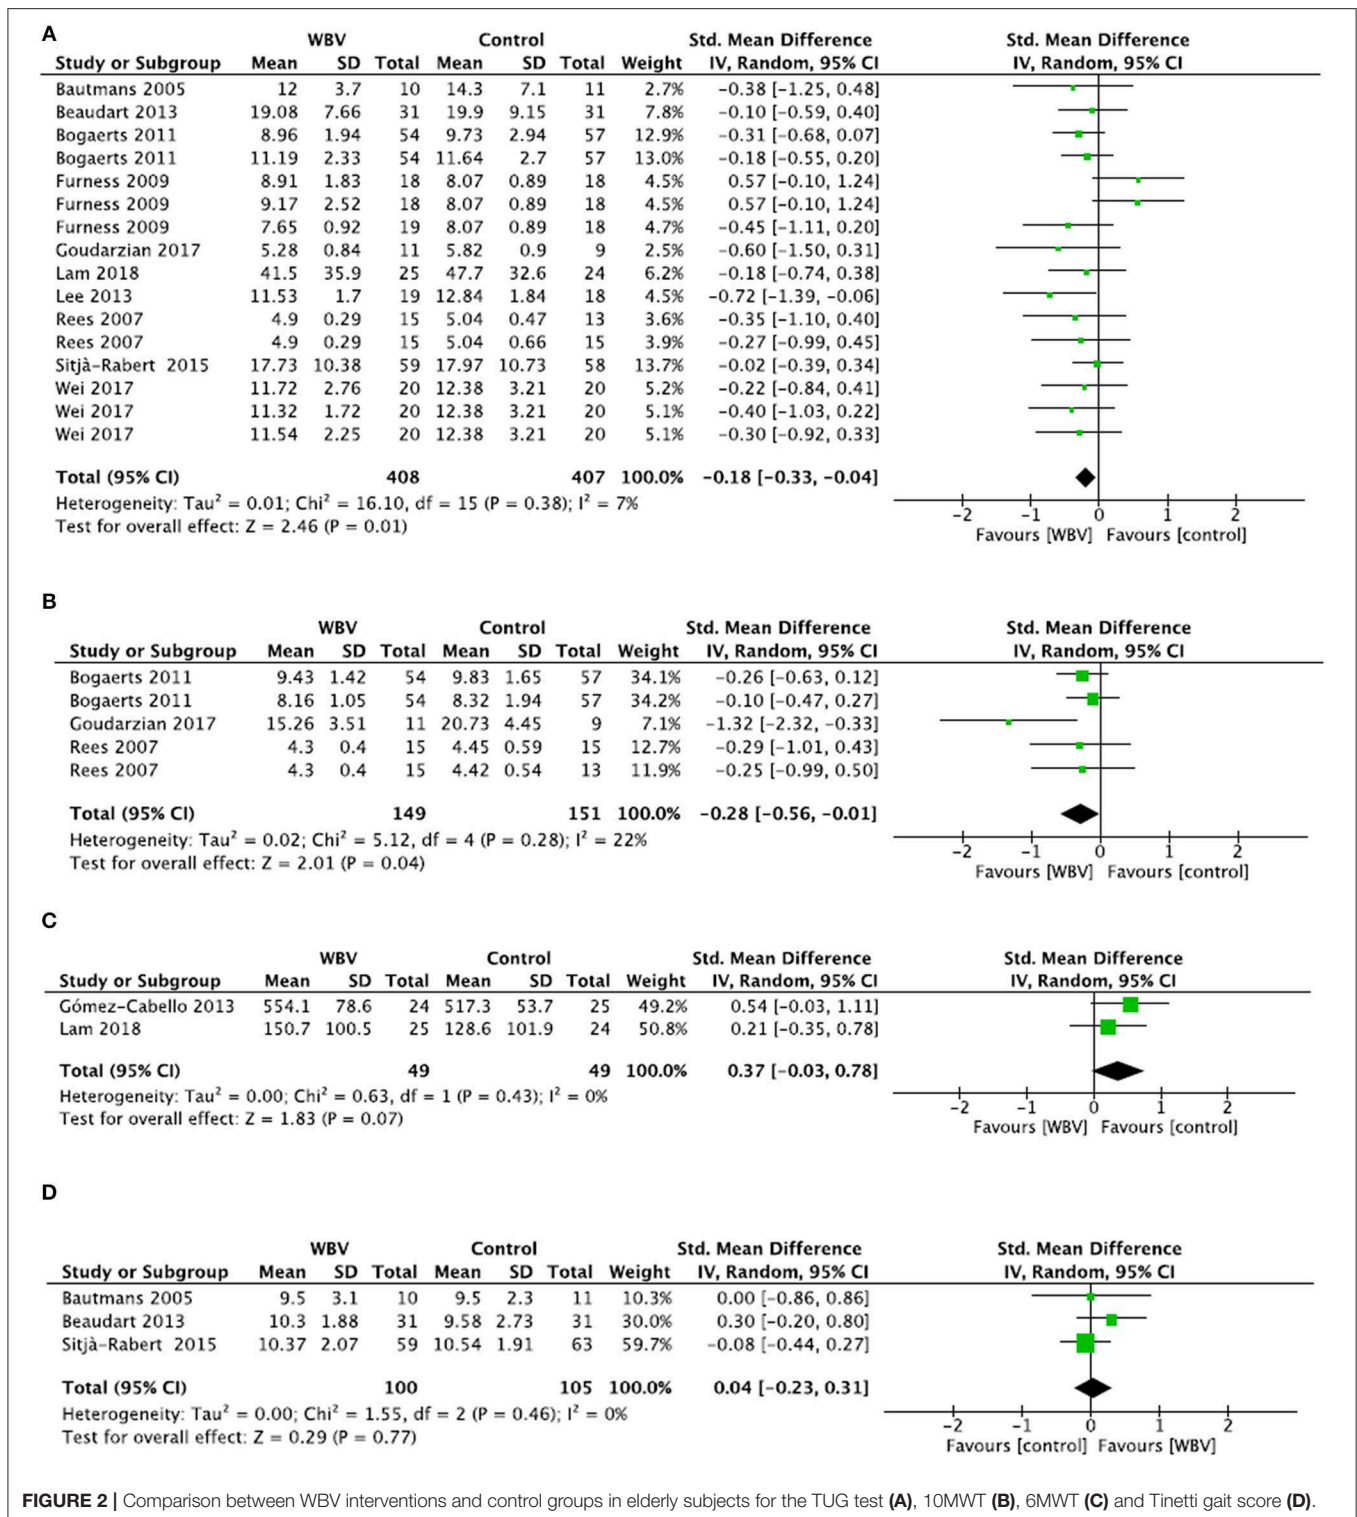 A
WBV Control Std. Mean Difference Std. Mean Difference
Study or Subgroup Mean SD Total Mean SD Total Weight IV, Random, 95% CI IV, Random, 95% CI
Bautmans 2005 12 3.7 10 14.3 7.1 11 2.7% −0.38 [−1.25, 0.48]
Beaudart 2013 19.08 7.66 31 19.9 9.15 31 7.8% −0.10 [−0.59, 0.40]
Bogaerts 2011 8.96 1.94 54 9.73 2.94 57 12.9% −0.31 [−0.68, 0.07]
Bogaerts 2011 11.19 2.33 54 11.64 2.7 57 13.0% −0.18 [−0.55, 0.20]
Furness 2009 8.91 1.83 18 8.07 0.89 18 4.5% 0.57 [−0.10, 1.24]
Furness 2009 9.17 2.52 18 8.07 0.89 18 4.5% 0.57 [−0.10, 1.24]
Furness 2009 7.65 0.92 19 8.07 0.89 18 4.7% −0.45 [−1.11, 0.20]
Goudarzian 2017 5.28 0.84 11 5.82 0.9 9 2.5% −0.60 [−1.50, 0.31]
Lam 2018 41.5 35.9 25 47.7 32.6 24 6.2% −0.18 [−0.74, 0.38]
Lee 2013 11.53 1.7 19 12.84 1.84 18 4.5% −0.72 [−1.39, −0.06]
Rees 2007 4.9 0.29 15 5.04 0.47 13 3.6% −0.35 [−1.10, 0.40]
Rees 2007 4.9 0.29 15 5.04 0.66 15 3.9% −0.27 [−0.99, 0.45]
Sitjà-Rabert 2015 17.73 10.38 59 17.97 10.73 58 13.7% −0.02 [−0.39, 0.34]
Wei 2017 11.72 2.76 20 12.38 3.21 20 5.2% −0.22 [−0.84, 0.41]
Wei 2017 11.32 1.72 20 12.38 3.21 20 5.1% −0.40 [−1.03, 0.22]
Wei 2017 11.54 2.25 20 12.38 3.21 20 5.1% −0.30 [−0.92, 0.33]
Total (95% CI) 408 407 100.0% −0.18 [−0.33, −0.04]
Heterogeneity: Tau² = 0.01; Chi² = 16.10, df = 15 (P = 0.38); I² = 7%
Test for overall effect: Z = 2.46 (P = 0.01)
−2 −1 0 1 2
Favours [WBV] Favours [control]
B
WBV Control Std. Mean Difference Std. Mean Difference
Study or Subgroup Mean SD Total Mean SD Total Weight IV, Random, 95% CI IV, Random, 95% CI
Bogaerts 2011 9.43 1.42 54 9.83 1.65 57 34.1% −0.26 [−0.63, 0.12]
Bogaerts 2011 8.16 1.05 54 8.32 1.94 57 34.2% −0.10 [−0.47, 0.27]
Goudarzian 2017 15.26 3.51 11 20.73 4.45 9 7.1% −1.32 [−2.32, −0.33]
Rees 2007 4.3 0.4 15 4.45 0.59 15 12.7% −0.29 [−1.01, 0.43]
Rees 2007 4.3 0.4 15 4.42 0.54 13 11.9% −0.25 [−0.99, 0.50]
Total (95% CI) 149 151 100.0% −0.28 [−0.56, −0.01]
Heterogeneity: Tau² = 0.02; Chi² = 5.12, df = 4 (P = 0.28); I² = 22%
Test for overall effect: Z = 2.01 (P = 0.04)
−2 −1 0 1 2
Favours [WBV] Favours [control]
C
WBV Control Std. Mean Difference Std. Mean Difference
Study or Subgroup Mean SD Total Mean SD Total Weight IV, Random, 95% CI IV, Random, 95% CI
Gómez-Cabello 2013 554.1 78.6 24 517.3 53.7 25 49.2% 0.54 [−0.03, 1.11]
Lam 2018 150.7 100.5 25 128.6 101.9 24 50.8% 0.21 [−0.35, 0.78]
Total (95% CI) 49 49 100.0% 0.37 [−0.03, 0.78]
Heterogeneity: Tau² = 0.00; Chi² = 0.63, df = 1 (P = 0.43); I² = 0%
Test for overall effect: Z = 1.83 (P = 0.07)
−2 −1 0 1 2
Favours [WBV] Favours [control]
D
WBV Control Std. Mean Difference Std. Mean Difference
Study or Subgroup Mean SD Total Mean SD Total Weight IV, Random, 95% CI IV, Random, 95% CI
Bautmans 2005 9.5 3.1 10 9.5 2.3 11 10.3% 0.00 [−0.86, 0.86]
Beaudart 2013 10.3 1.88 31 9.58 2.73 31 30.0% 0.30 [−0.20, 0.80]
Sitjà-Rabert 2015 10.37 2.07 59 10.54 1.91 63 59.7% −0.08 [−0.44, 0.27]
Total (95% CI) 100 105 100.0% 0.04 [−0.23, 0.31]
Heterogeneity: Tau² = 0.00; Chi² = 1.55, df = 2 (P = 0.46); I² = 0%
Test for overall effect: Z = 0.29 (P = 0.77)
−2 −1 0 1 2
Favours [control] Favours [WBV]
FIGURE 2 | Comparison between WBV interventions and control groups in elderly subjects for the TUG test (A), 10MWT (B), 6MWT (C) and Tinetti gait score (D).